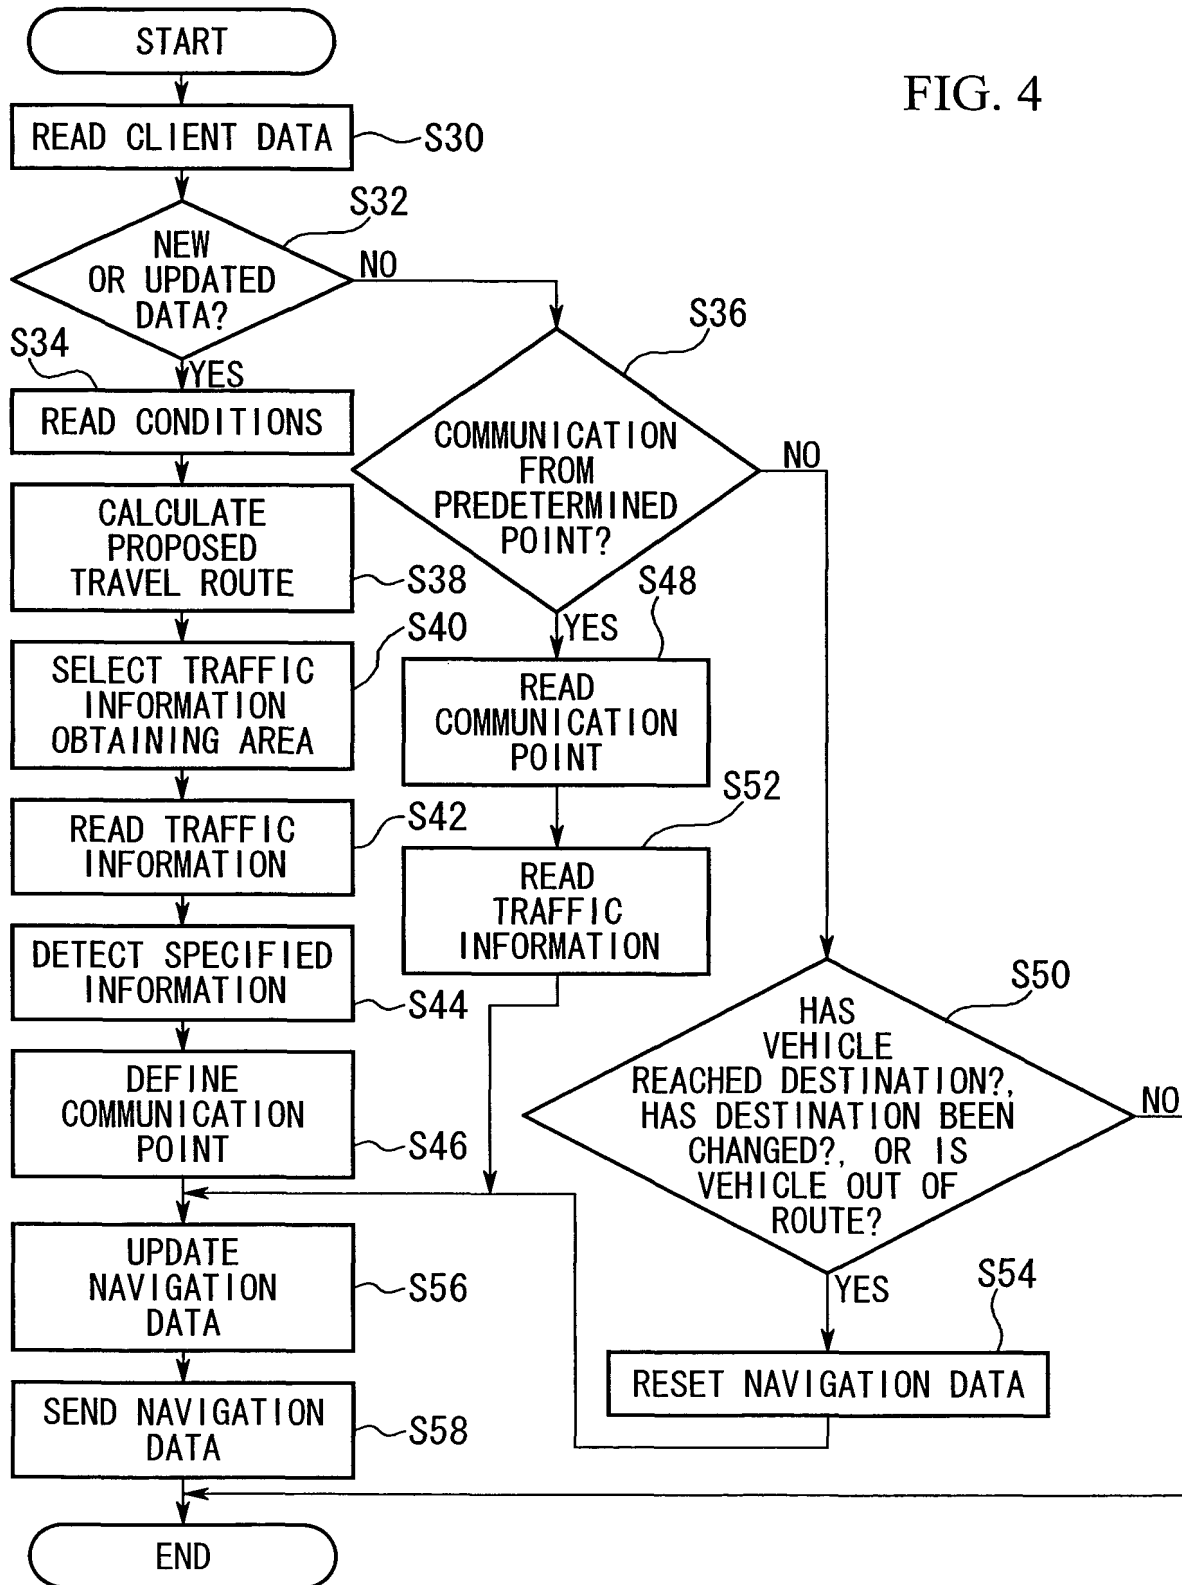 START
FIG. 4
READ CLIENT DATA
S30
S32
NEW
OR UPDATED
DATA?
NO
S34
YES
READ CONDITIONS
S36
COMMUNICATION
FROM
PREDETERMINED
POINT?
NO
YES
CALCULATE
PROPOSED
TRAVEL ROUTE
S38
S40
SELECT TRAFFIC
INFORMATION
OBTAINING AREA
S48
READ
COMMUNICATION
POINT
READ TRAFFIC
INFORMATION
S42
S52
READ
TRAFFIC
INFORMATION
DETECT SPECIFIED
INFORMATION
S44
S50
HAS
VEHICLE
REACHED DESTINATION?,
HAS DESTINATION BEEN
CHANGED?, OR IS
VEHICLE OUT OF
ROUTE?
NO
YES
DEFINE
COMMUNICATION
POINT
S46
UPDATE
NAVIGATION
DATA
S56
S54
RESET NAVIGATION DATA
SEND NAVIGATION
DATA
S58
END